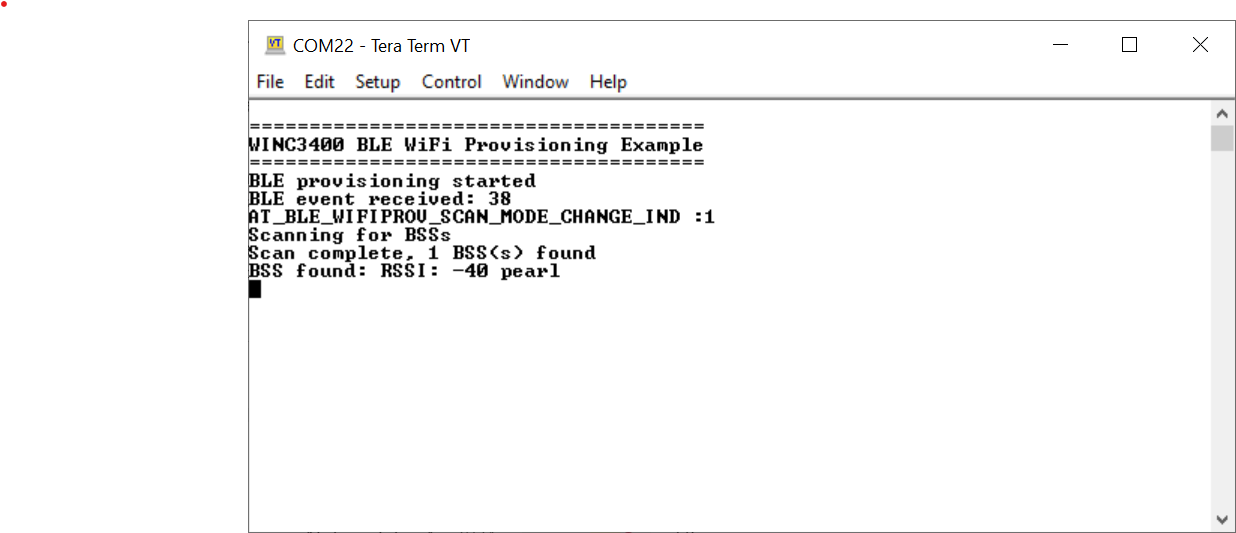 COM22 - Tera Term VT
File Edit Setup Control Window Help
======================================
WINC3400 BLE WiFi Provisioning Example
======================================
BLE provisioning started
BLE event received: 38
AT_BLE_WIFIPROV_SCAN_MODE_CHANGE_IND :1
Scanning for BSSs
Scan complete, 1 BSS(s) found
BSS found: RSSI: -40 pearl